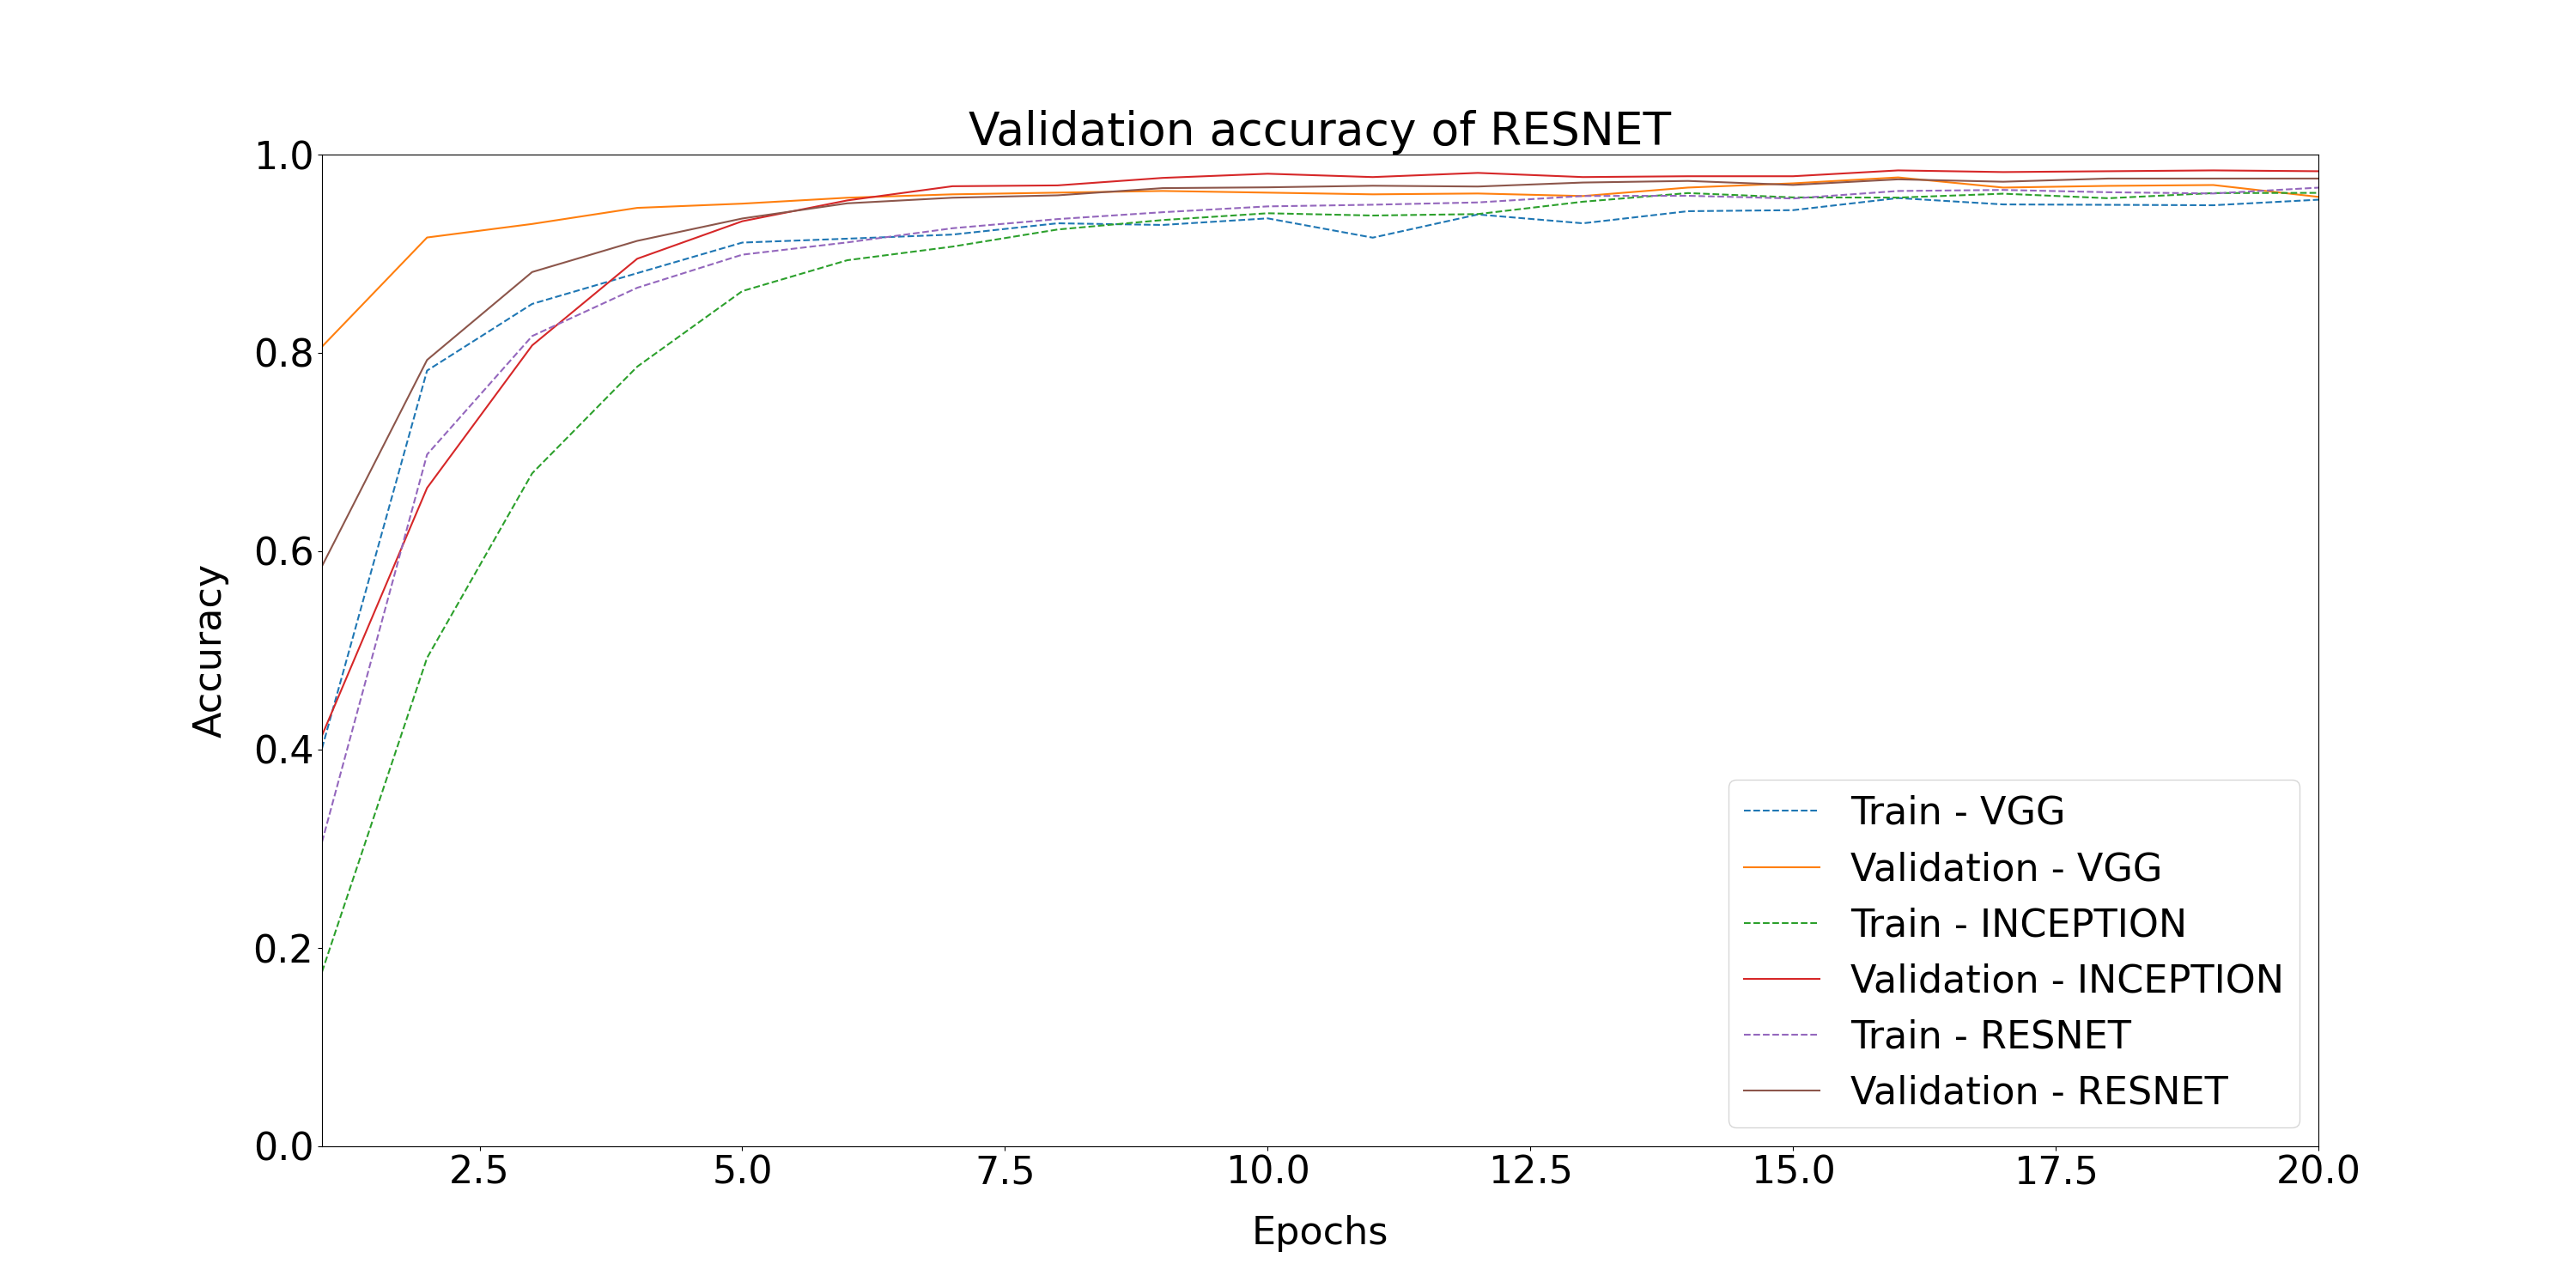 Validation accuracy of RESNET
1.0
0.8
0.6
0.4
0.2
0.0
Accuracy
2.5 5.0 7.5 10.0 12.5 15.0 17.5 20.0
Epochs
Train - VGG
Validation - VGG
Train - INCEPTION
Validation - INCEPTION
Train - RESNET
Validation - RESNET